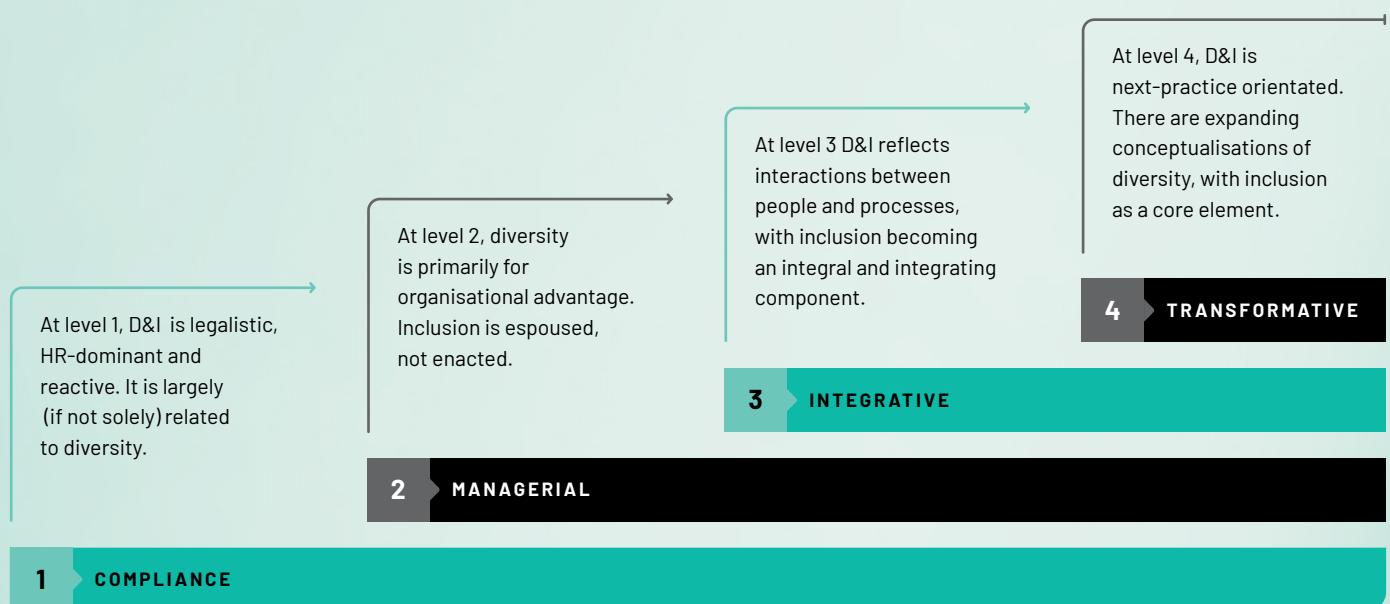 At level 1, D&I is legalistic,
HR-dominant and
reactive. It is largely
(if not solely) related
to diversity.
1
COMPLIANCE
At level 2, diversity
is primarily for
organisational advantage.
Inclusion is espoused,
not enacted.
2
MANAGERIAL
At level 3 D&I reflects
interactions between
people and processes,
with inclusion becoming
an integral and integrating
component.
3
INTEGRATIVE
At level 4, D&I is
next-practice orientated.
There are expanding
conceptualisations of
diversity, with inclusion
as a core element.
4
TRANSFORMATIVE